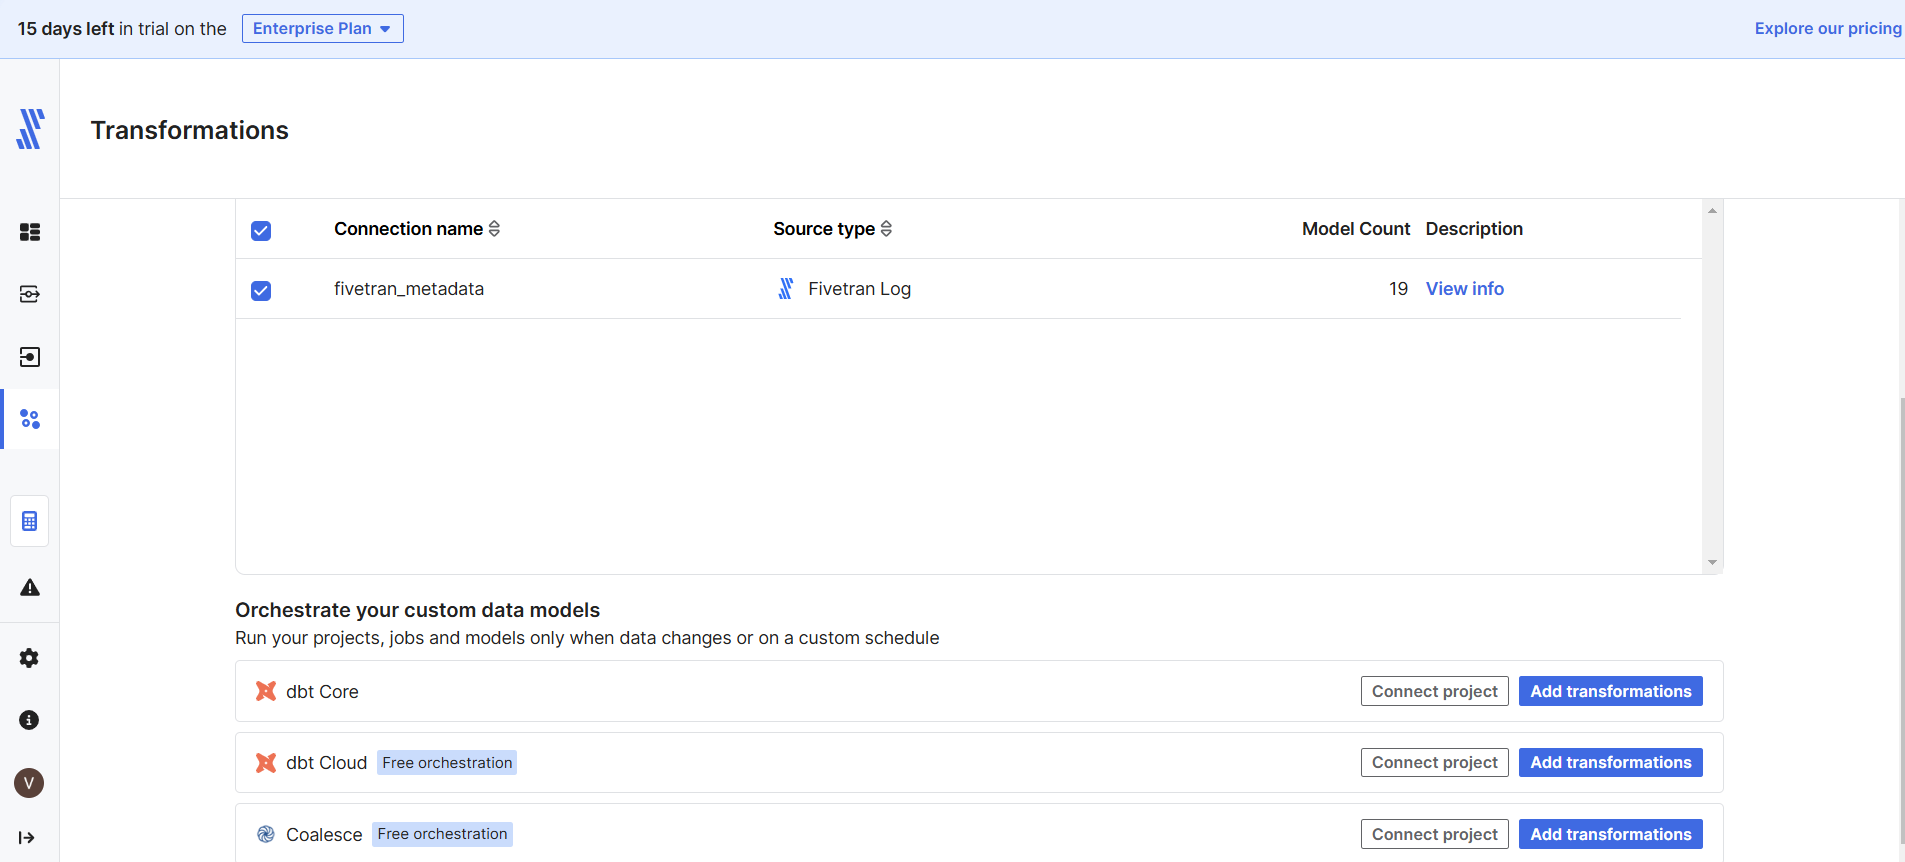 15 days left in trial on the Enterprise Plan Explore our pricing
Transformations
Connection name Source type Model Count Description
fivetran_metadata Fivetran Log 19 View info
Orchestrate your custom data models
Run your projects, jobs and models only when data changes or on a custom schedule
dbt Core Connect project Add transformations
dbt Cloud Free orchestration Connect project Add transformations
Coalesce Free orchestration Connect project Add transformations
V